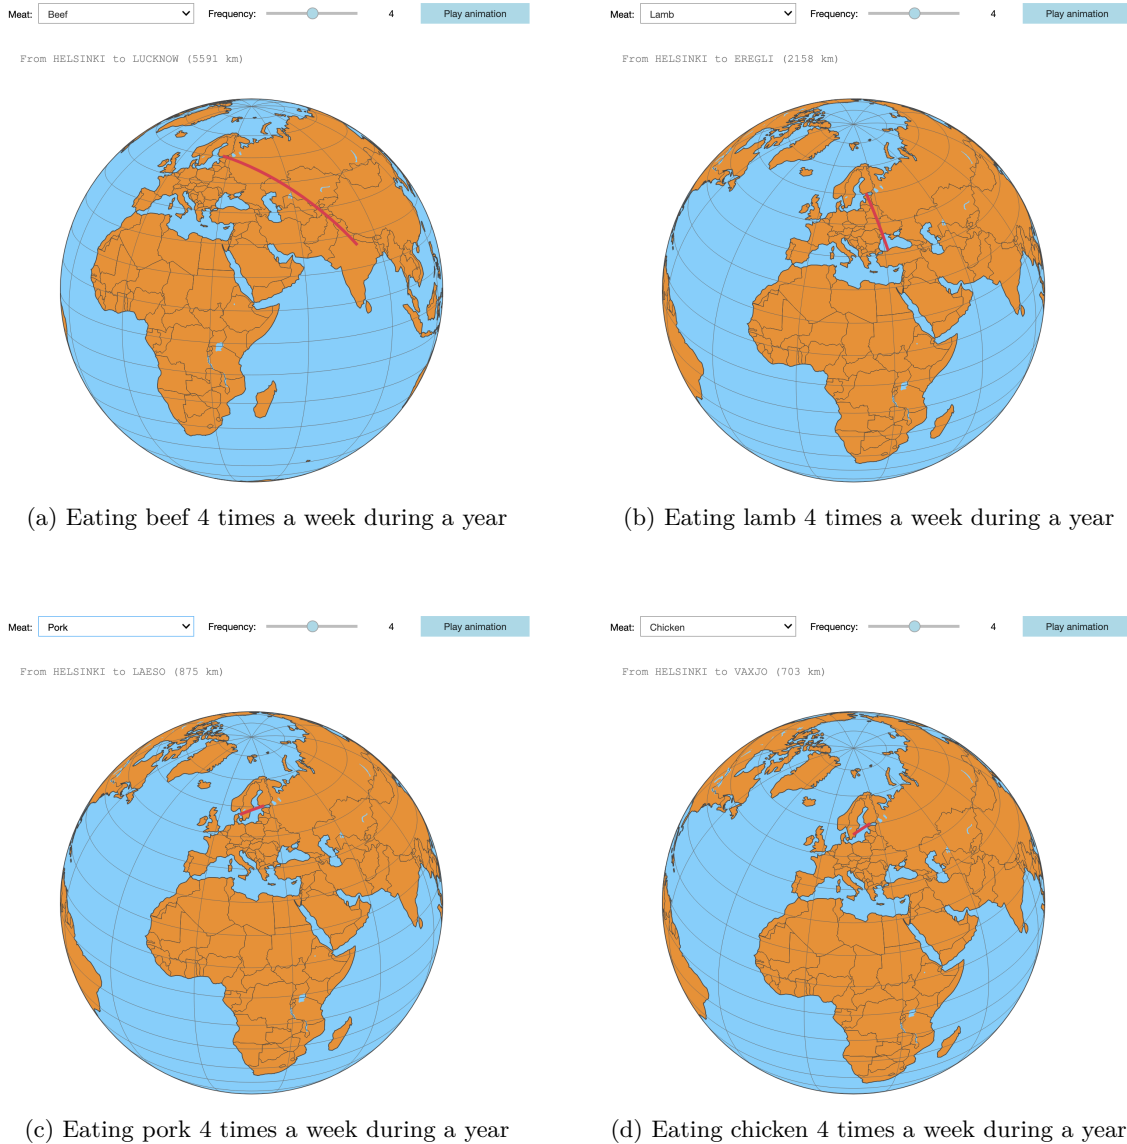 Meat: Beef Frequency: 4 Play animation
From HELSINKI to LUCKNOW (5591 km)
(a) Eating beef 4 times a week during a year
Meat: Lamb Frequency: 4 Play animation
From HELSINKI to EREGLI (2158 km)
(b) Eating lamb 4 times a week during a year
Meat: Pork Frequency: 4 Play animation
From HELSINKI to LAESO (875 km)
(c) Eating pork 4 times a week during a year
Meat: Chicken Frequency: 4 Play animation
From HELSINKI to VAXJO (703 km)
(d) Eating chicken 4 times a week during a year